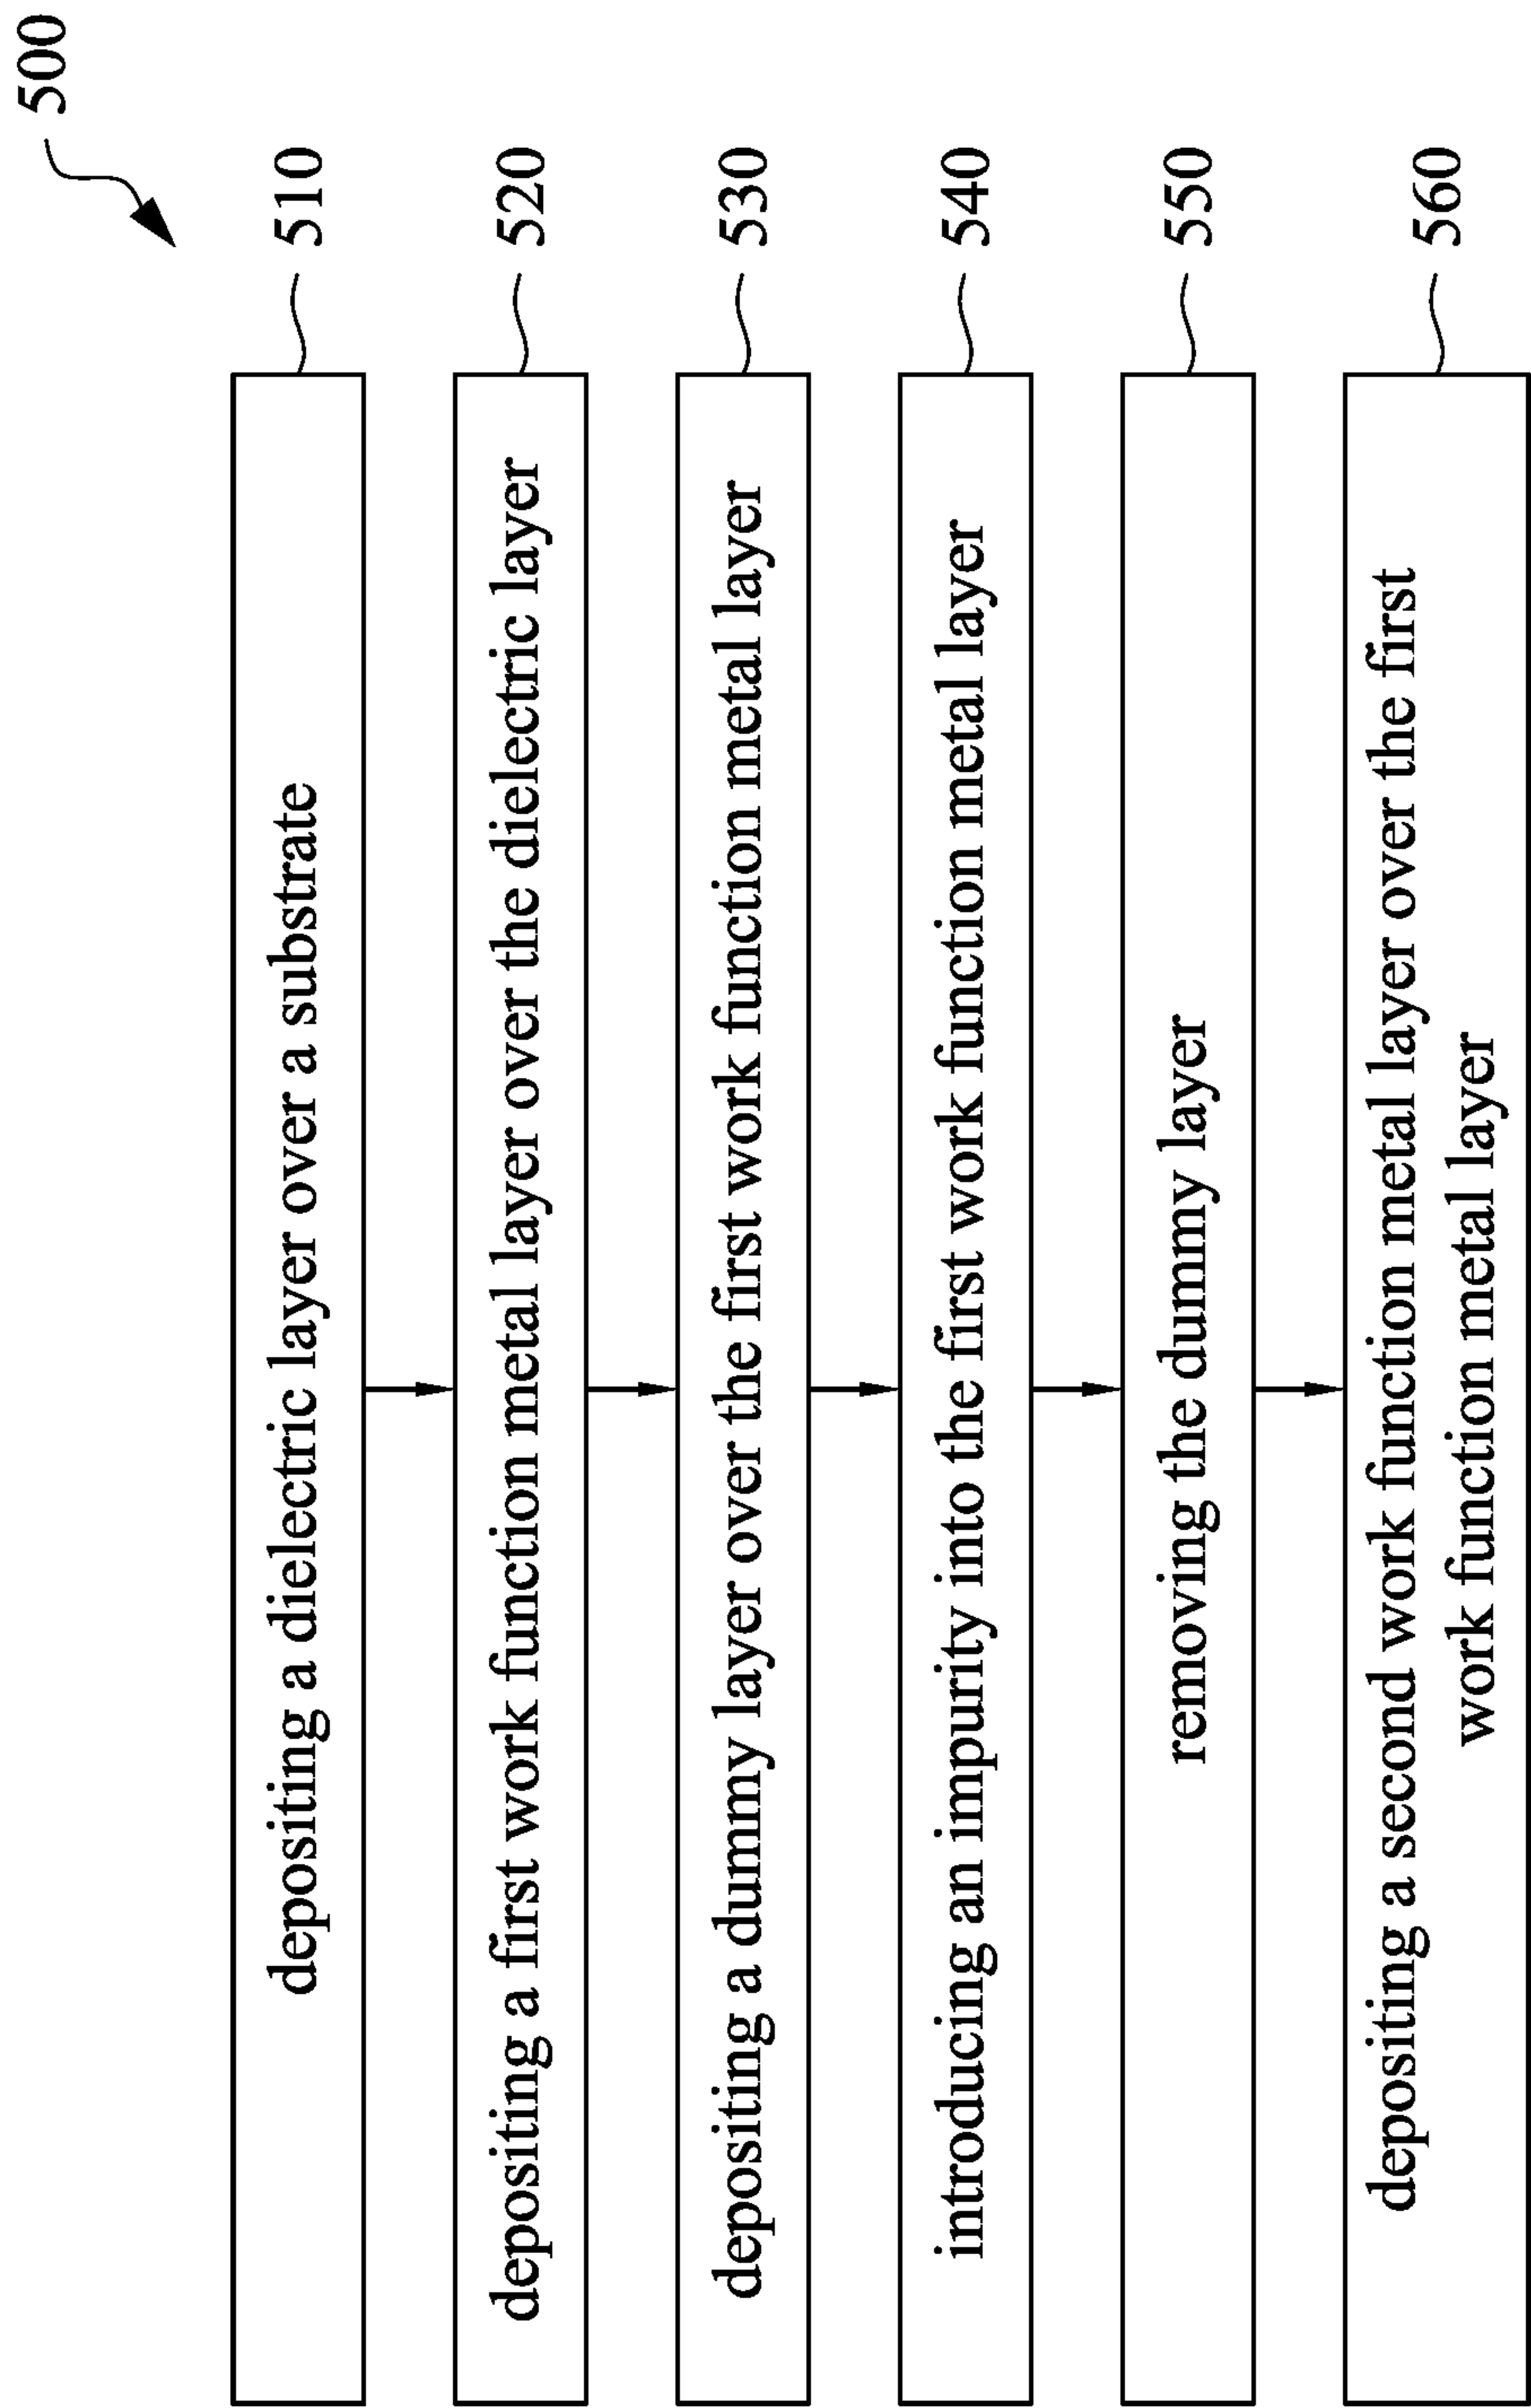 500
depositing a dielectric layer over a substrate
510
depositing a first work function metal layer over the dielectric layer
520
depositing a dummy layer over the first work function metal layer
530
introducing an impurity into the first work function metal layer
540
removing the dummy layer
550
depositing a second work function metal layer over the first
work function metal layer
560